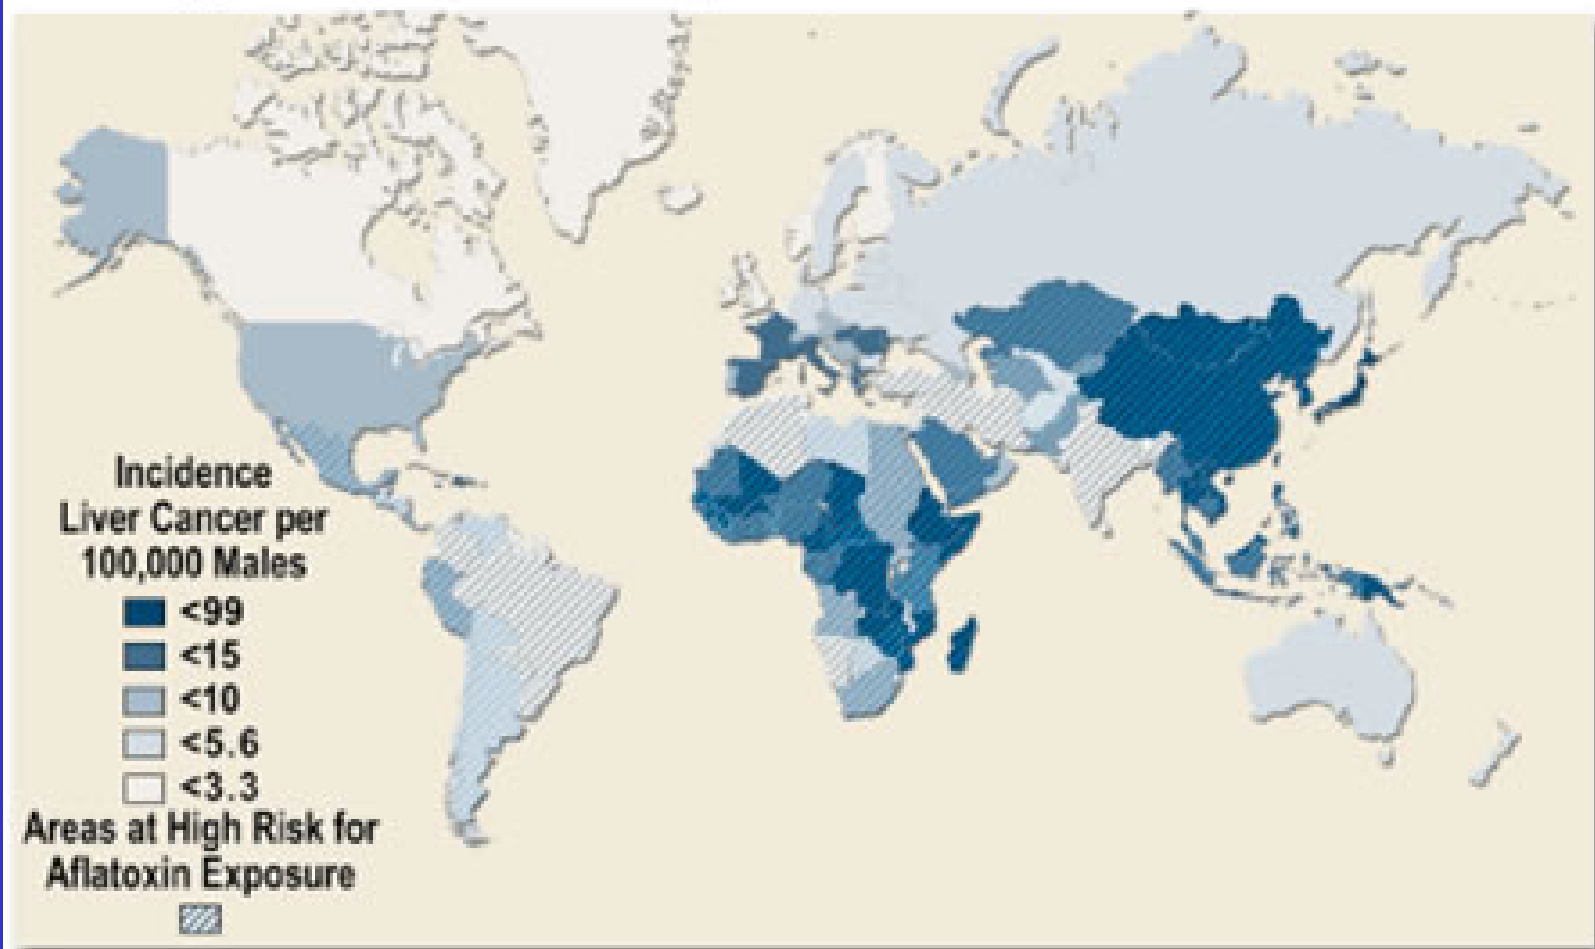 Incidence
Liver Cancer per
100,000 Males
<99
<15
<10
<5.6
<3.3
Areas at High Risk for
Aflatoxin Exposure